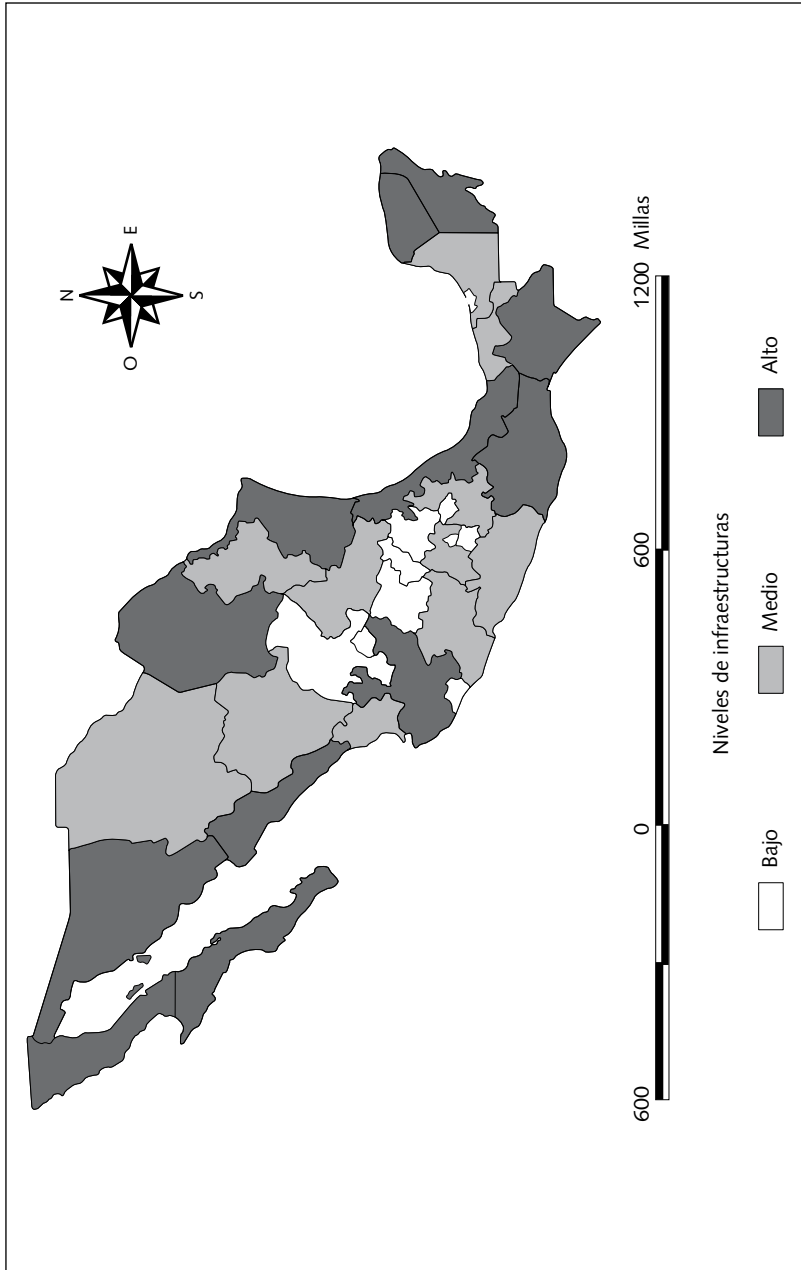 N
O
E
S
600
0
600
1200 Millas
Niveles de infraestructuras
Bajo
Medio
Alto